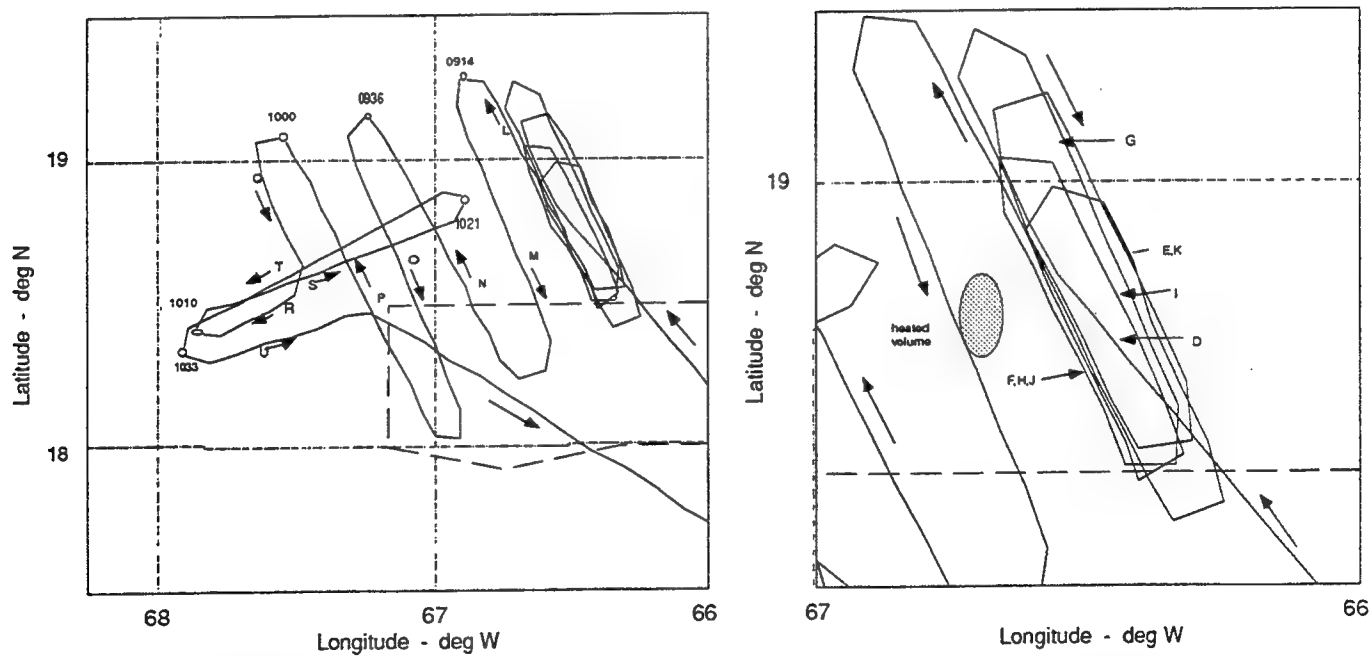 0914
0936
1000
L
19
O
1021
T
S
P
O
N
M
1010
R
U
1033
18
68
67
66
Latitude - deg N
Longitude - deg W
G
19
E,K
I
heated
volume
D
F,H,J
67
66
Latitude - deg N
Longitude - deg W